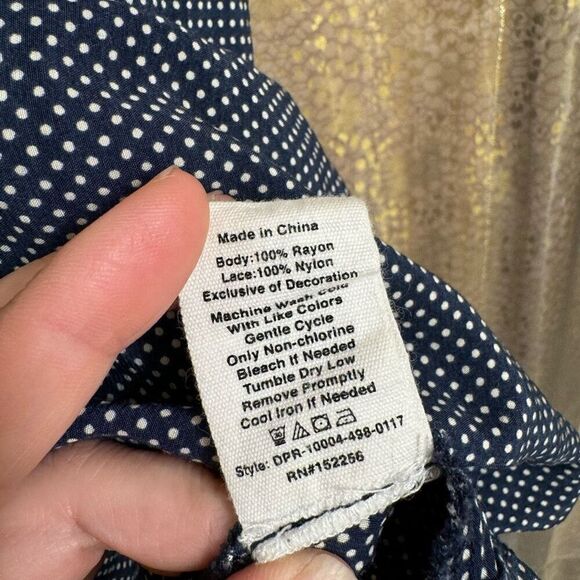 Made in China
Body:100% Rayon
Lace:100% Nylon
Exclusive of Decoration
Machine Wash Cold
With Like Colors
Gentle Cycle
Only Non-chlorine
Bleach If Needed
Tumble Dry Low
Remove Promptly
Cool Iron If Needed
Style: DPR-10004-498-0117
RN#152256